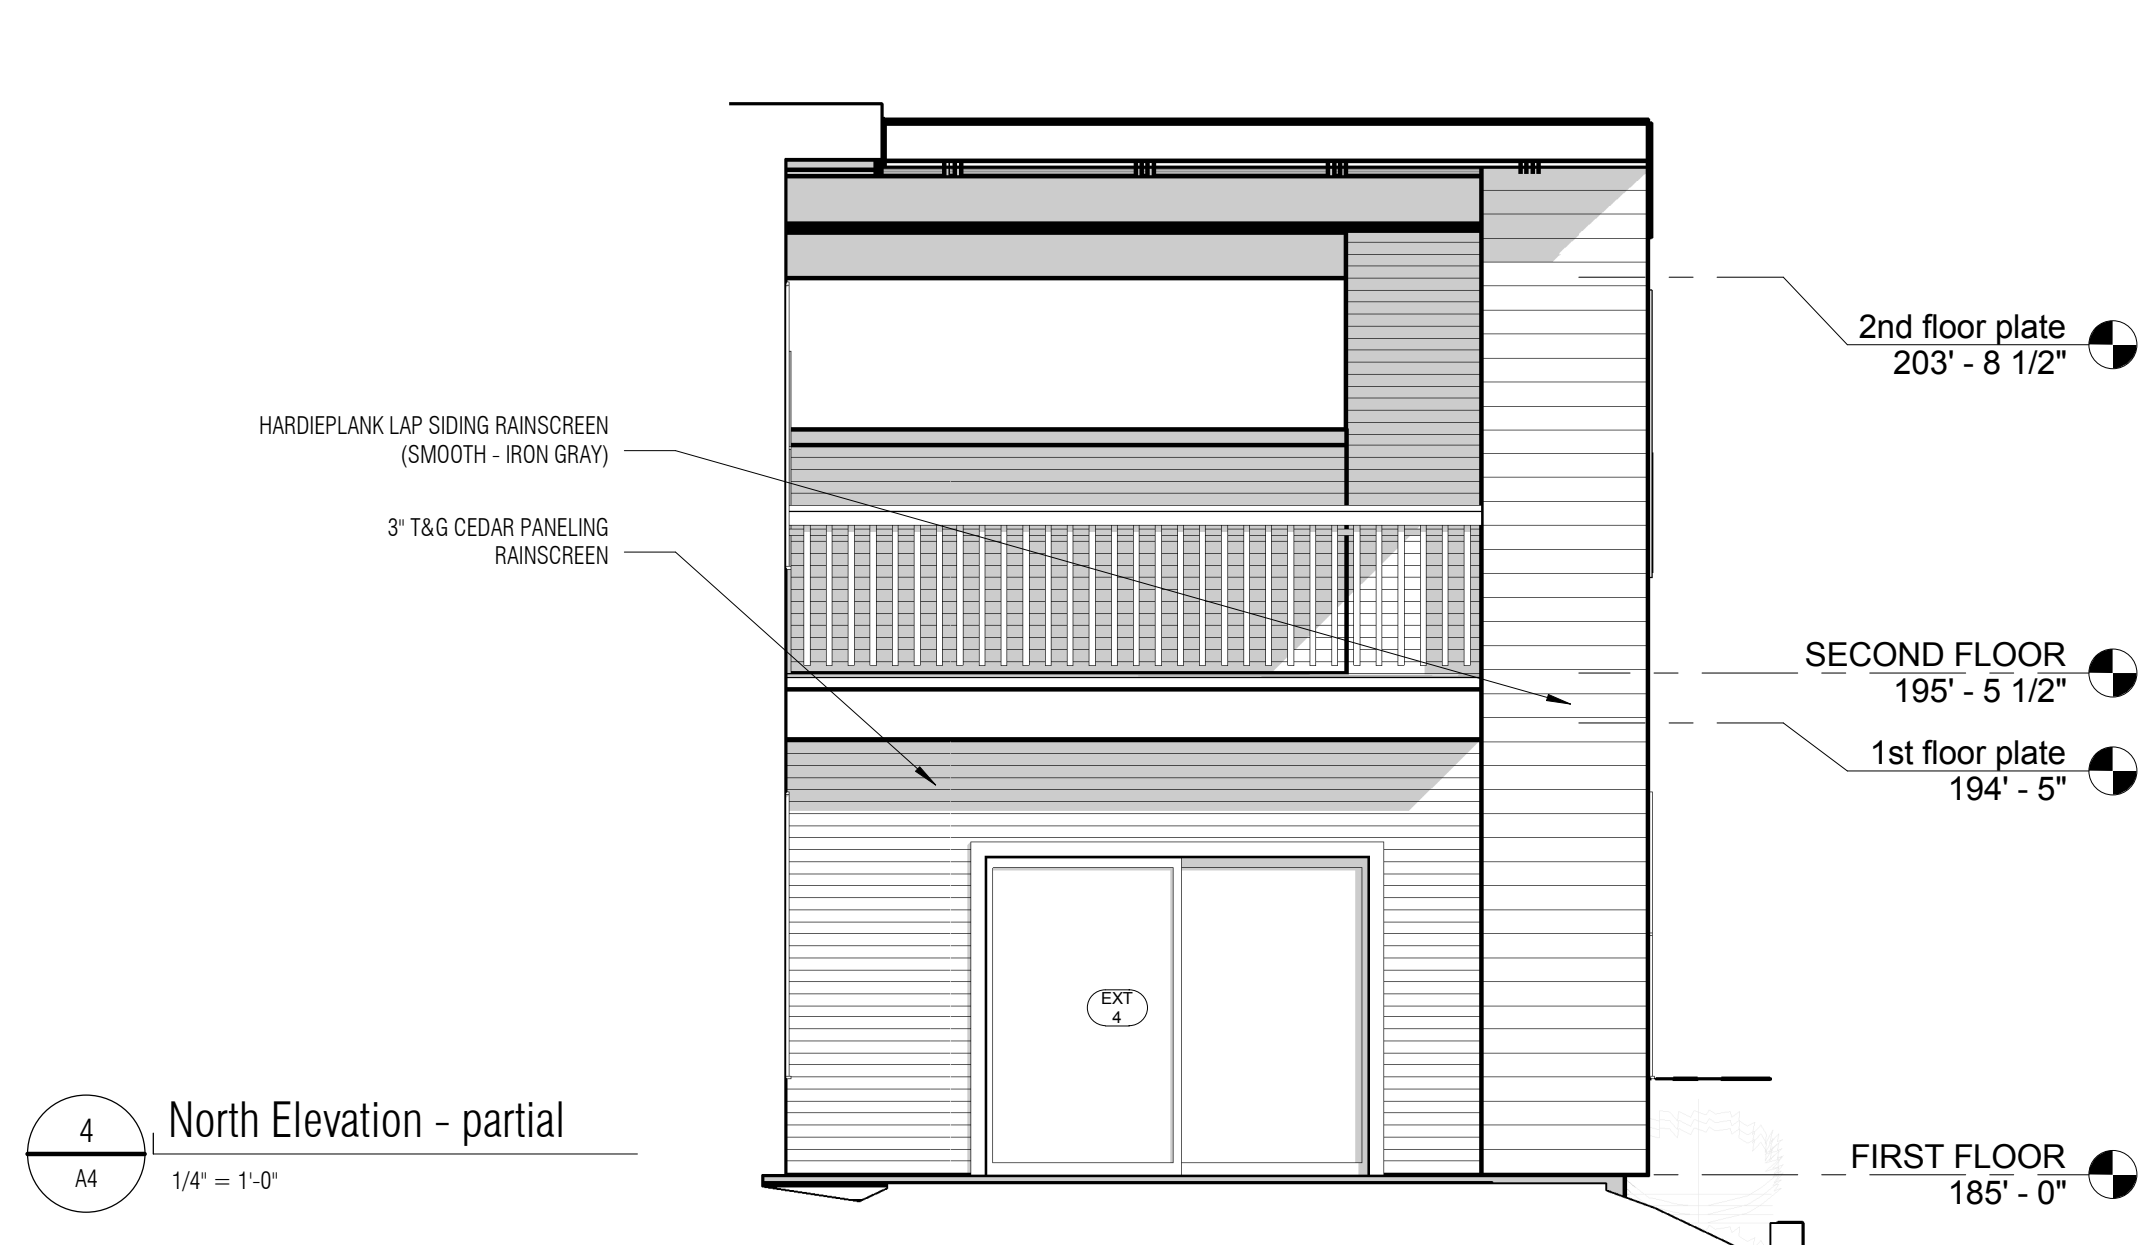 2nd floor plate
203' - 8 1/2"
HARDIEPLANK LAP SIDING RAINSCREEN
(SMOOTH - IRON GRAY)
3" T&G CEDAR PANELING
RAINSCREEN
SECOND FLOOR
195' - 5 1/2"
1st floor plate
194' - 5"
EXT
4
4
A4
North Elevation - partial
1/4" = 1'-0"
FIRST FLOOR
185' - 0"